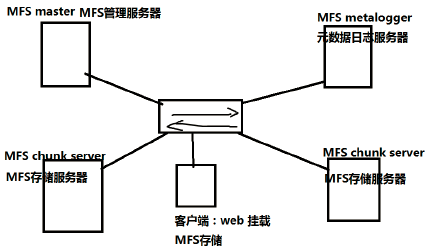 MFS master MFS管理服务器
MFS metalogger
元数据日志服务器
MFS chunk server
MFS存储服务器
MFS chunk server
MFS存储服务器
客户端：web 挂载
MFS存储